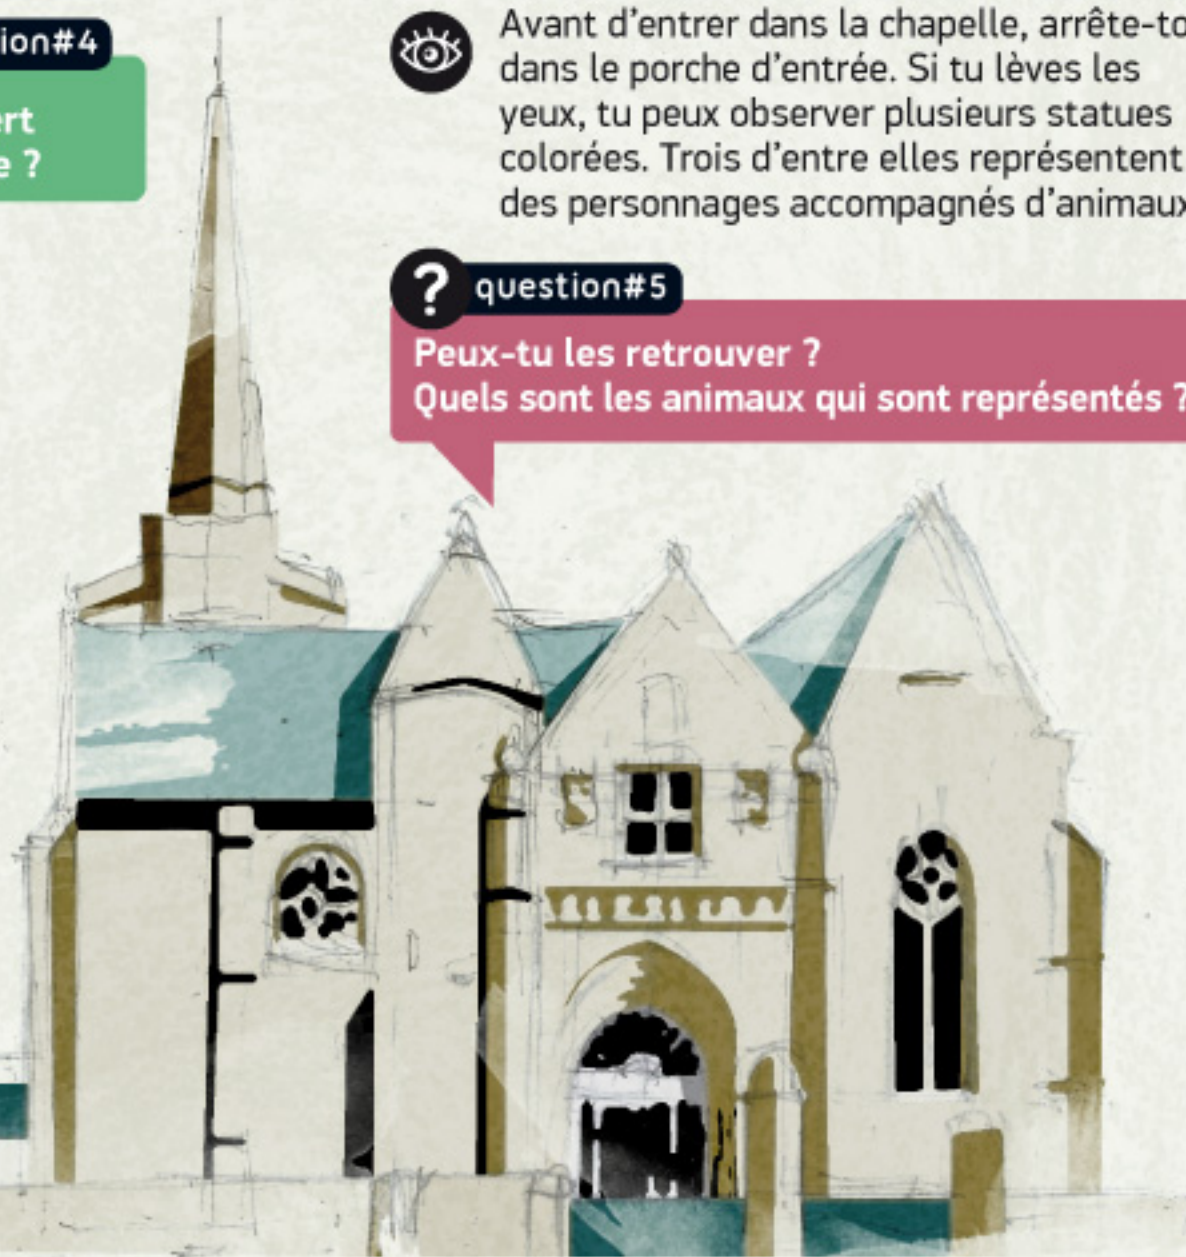 ion#4
ert
e ?
Avant d’entrer dans la chapelle, arrête-to
dans le porche d’entrée. Si tu lèves les
yeux, tu peux observer plusieurs statues
colorées. Trois d’entre elles représentent
des personnages accompagnés d’animaux
?
question#5
Peux-tu les retrouver ?
Quels sont les animaux qui sont représentés ?